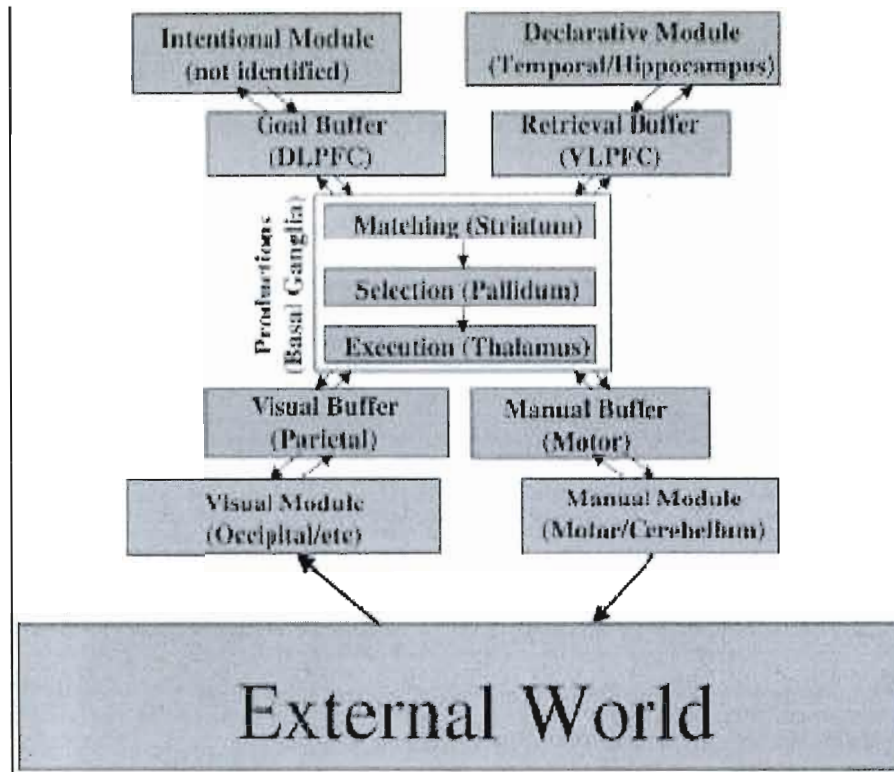 Intentional Module
(not identified)
Declarative Module
(Temporal/Hippocampus)
Goal Buffer
(DLPFC)
Retrieval Buffer
(VLPFC)
Productions
(Basal Ganglia)
Matching (Striatum)
Selection (Pallidum)
Execution (Thalamus)
Visual Buffer
(Parietal)
Manual Buffer
(Motor)
Visual Module
(Occipital/etc)
Manual Module
(Motor/Cerebellum)
External World